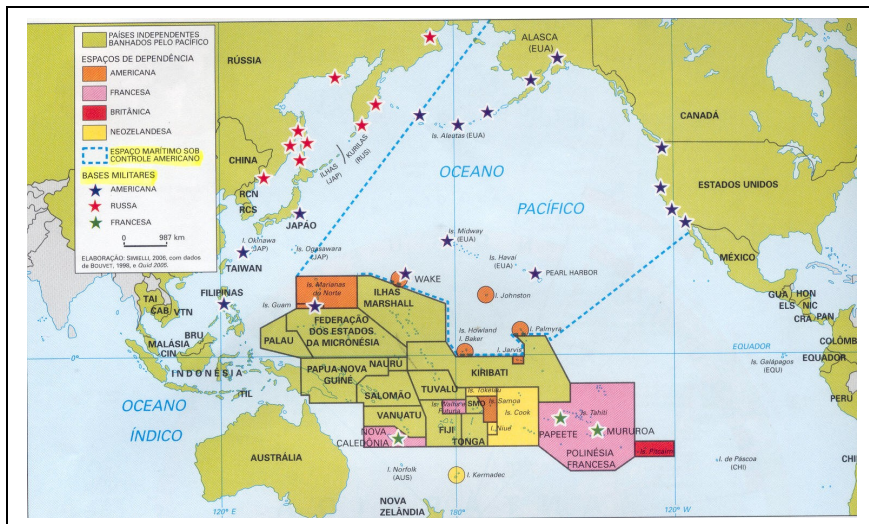 PAÍSES INDEPENDENTES
BANHADOS PELO PACÍFICO
ESPAÇOS DE DEPENDÊNCIA
AMERICANA
FRANCESA
BRITÂNICA
NEOZELANDESA
ESPAÇO MARÍTIMO SOB
CONTROLE AMERICANO
BASES MILITARES
AMERICANA
RUSSA
FRANCESA
0 987 km
ELABORAÇÃO: SIMIELLI, 2006, com dados
de BOUVET, 1998, e Quid 2005.
RÚSSIA
ALASCA
(EUA)
CANADÁ
Is. Aleutas (EUA)
ILHAS
(JAP)
KURILAS
(RUS)
CHINA
RCN
RCS
JAPÃO
OCEANO
PACÍFICO
ESTADOS UNIDOS
I. Okinawa
(JAP)
Is. Ogasawara
(JAP)
Is. Midway
(EUA)
Is. Havaí
(EUA)
PEARL HARBOR
MÉXICO
TAIWAN
WAKE
FILIPINAS
Is. Marianas
do Norte
ILHAS
MARSHALL
I. Johnston
GUA
HON
ELS
NIC
CRA
PAN
TAI
CAB
VTN
Is. Guam
FEDERAÇÃO
DOS ESTADOS
DA MICRONÉSIA
PALAU
Is. Howland
I. Baker
I. Palmyra
I. Jarvis
EQUADOR
COLÔMB
BRU
MALÁSIA
CIN
INDONÉSIA
NAURU
KIRIBATI
Is. Galápagos
(EQU)
EQUADOR
PAPUA-NOVA
GUINÉ
SALOMÃO
TUVALU
Is. Tokelau
PERU
TIL
OCEANO
ÍNDICO
VANUATU
Is. Wallis e
Futuna
SMO
Is. Samoa
Is. Cook
Is. Tahiti
NOVA
CALEDÔNIA
FIJI
TONGA
I. Niue
PAPEETE
MURUROA
POLINÉSIA
FRANCESA
Is. Pitcairn
AUSTRÁLIA
I. Norfolk
(AUS)
I. Kermadec
I. de Páscoa
(CHI)
CHI
NOVA
ZELÂNDIA
120° E
180°
120° W